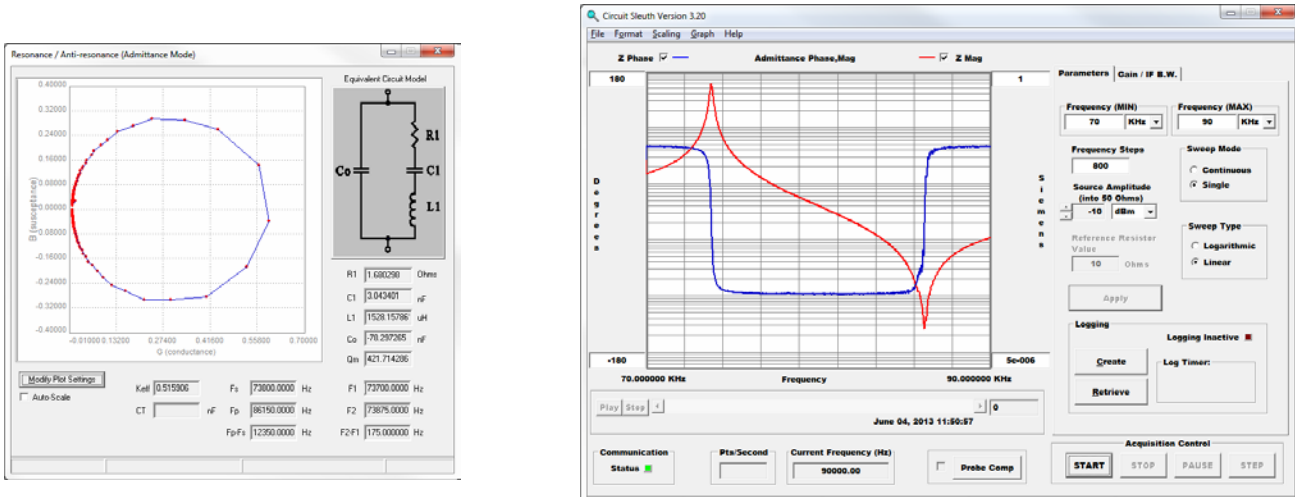 Resonance / Anti-resonance (Admittance Mode)
Equivalent Circuit Model
0.40000
0.32000
0.24000
0.16000
0.08000
0.00000
-0.08000
-0.16000
-0.24000
-0.32000
-0.40000
B (susceptance)
-0.01000 0.13200 0.27400 0.41600 0.55800 0.70000
G (conductance)
R1
Co C1
L1
R1 1.680298 Ohms
C1 3.043401 nF
L1 1528.15786 uH
Co -78.297265 nF
Qm 421.714286
Modify Plot Settings
Auto-Scale
Keff 0.515906 Fs 73800.0000 Hz F1 73700.0000 Hz
CT nF Fp 86150.0000 Hz F2 73875.0000 Hz
Fp-Fs 12350.0000 Hz F2-F1 175.000000 Hz
Circuit Sleuth Version 3.20
File Format Scaling Graph Help
Z Phase Admittance Phase,Mag Z Mag
180 1
Degrees
Siemens
-180 5e-006
70.000000 KHz Frequency 90.000000 KHz
Play Stop 0
June 04, 2013 11:50:57
Communication
Status
Pts/Second
Current Frequency (Hz)
90000.00
Probe Comp
Parameters Gain / IF B.W.
Frequency (MIN) Frequency (MAX)
70 KHz 90 KHz
Frequency Steps
800
Sweep Mode
Continuous
Single
Source Amplitude
(into 50 Ohms)
-10 dBm
Reference Resistor
Value
10 Ohms
Sweep Type
Logarithmic
Linear
Apply
Logging
Logging Inactive
Create
Retrieve
Log Timer:
Acquisition Control
START STOP PAUSE STEP